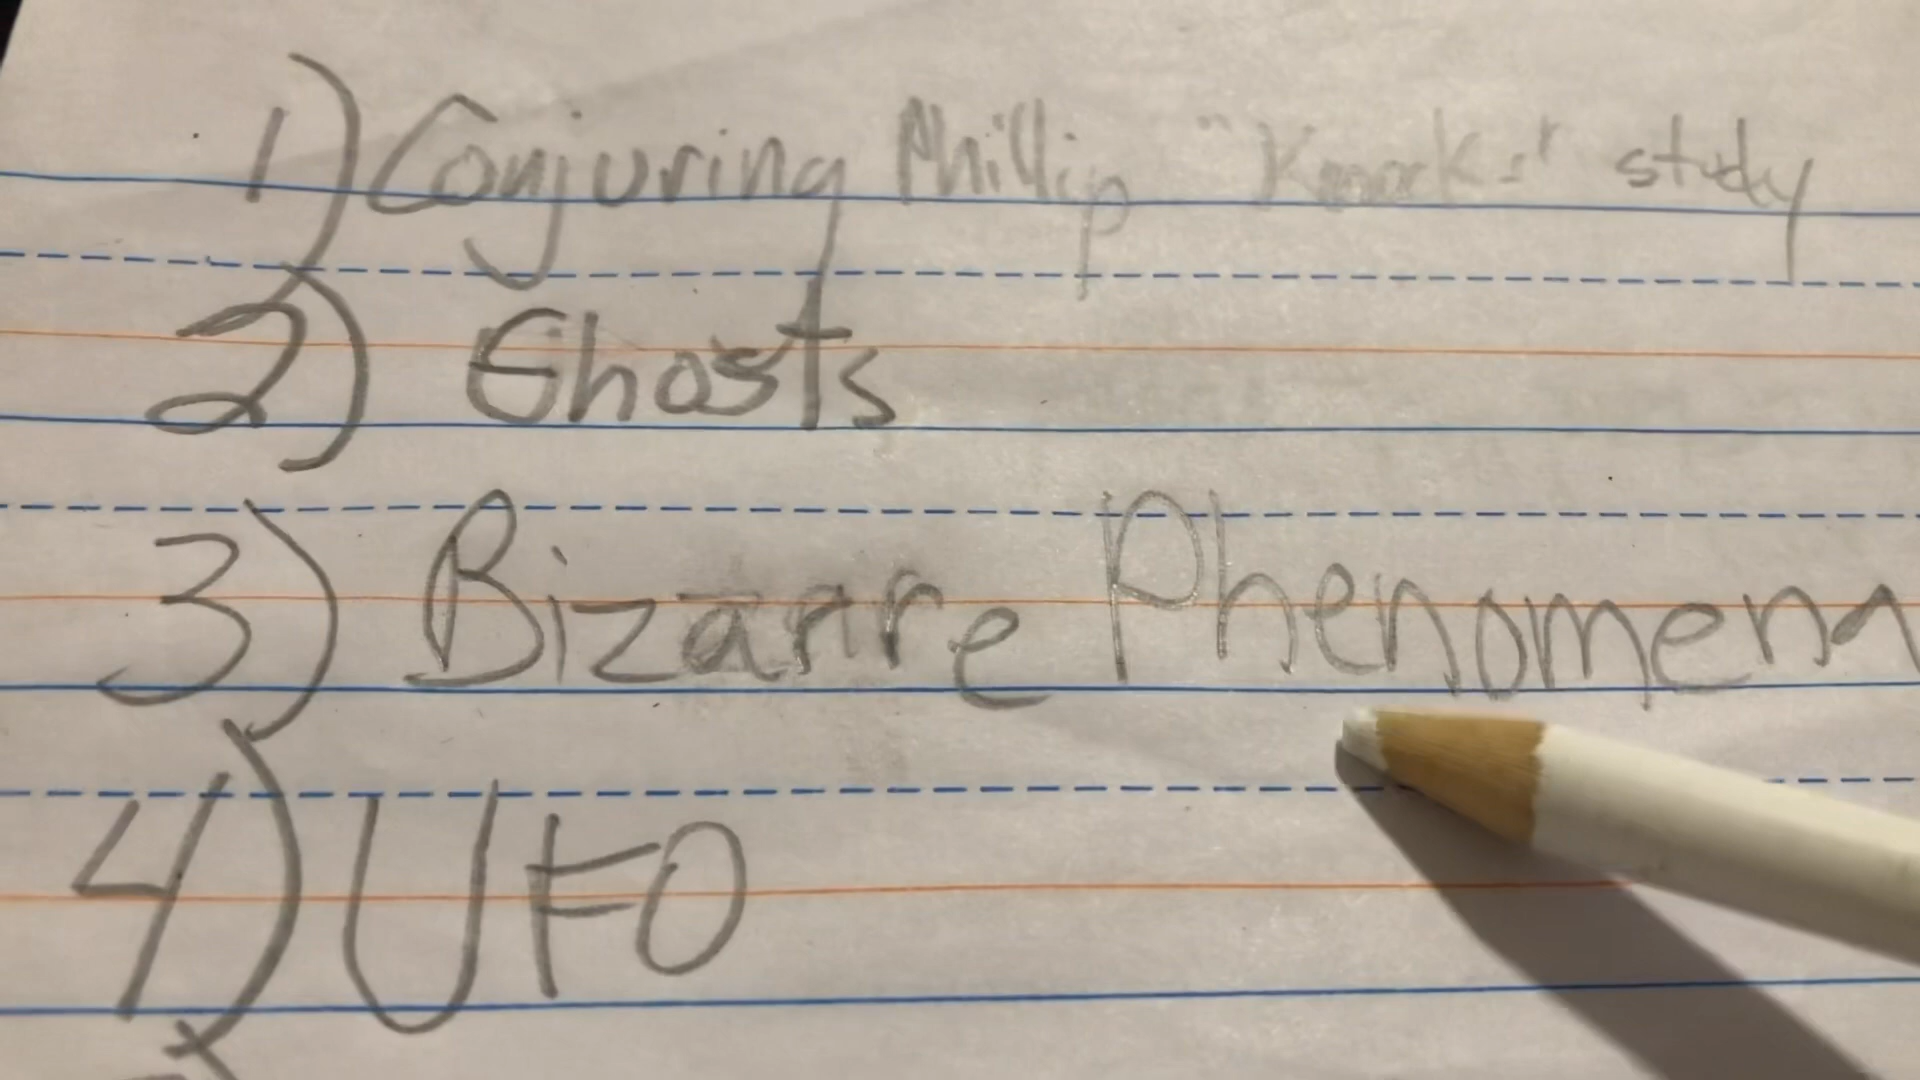 1) Conjuring Phillip "Knocks" study
2) Ghosts
3) Bizarre Phenomena
4) UFO